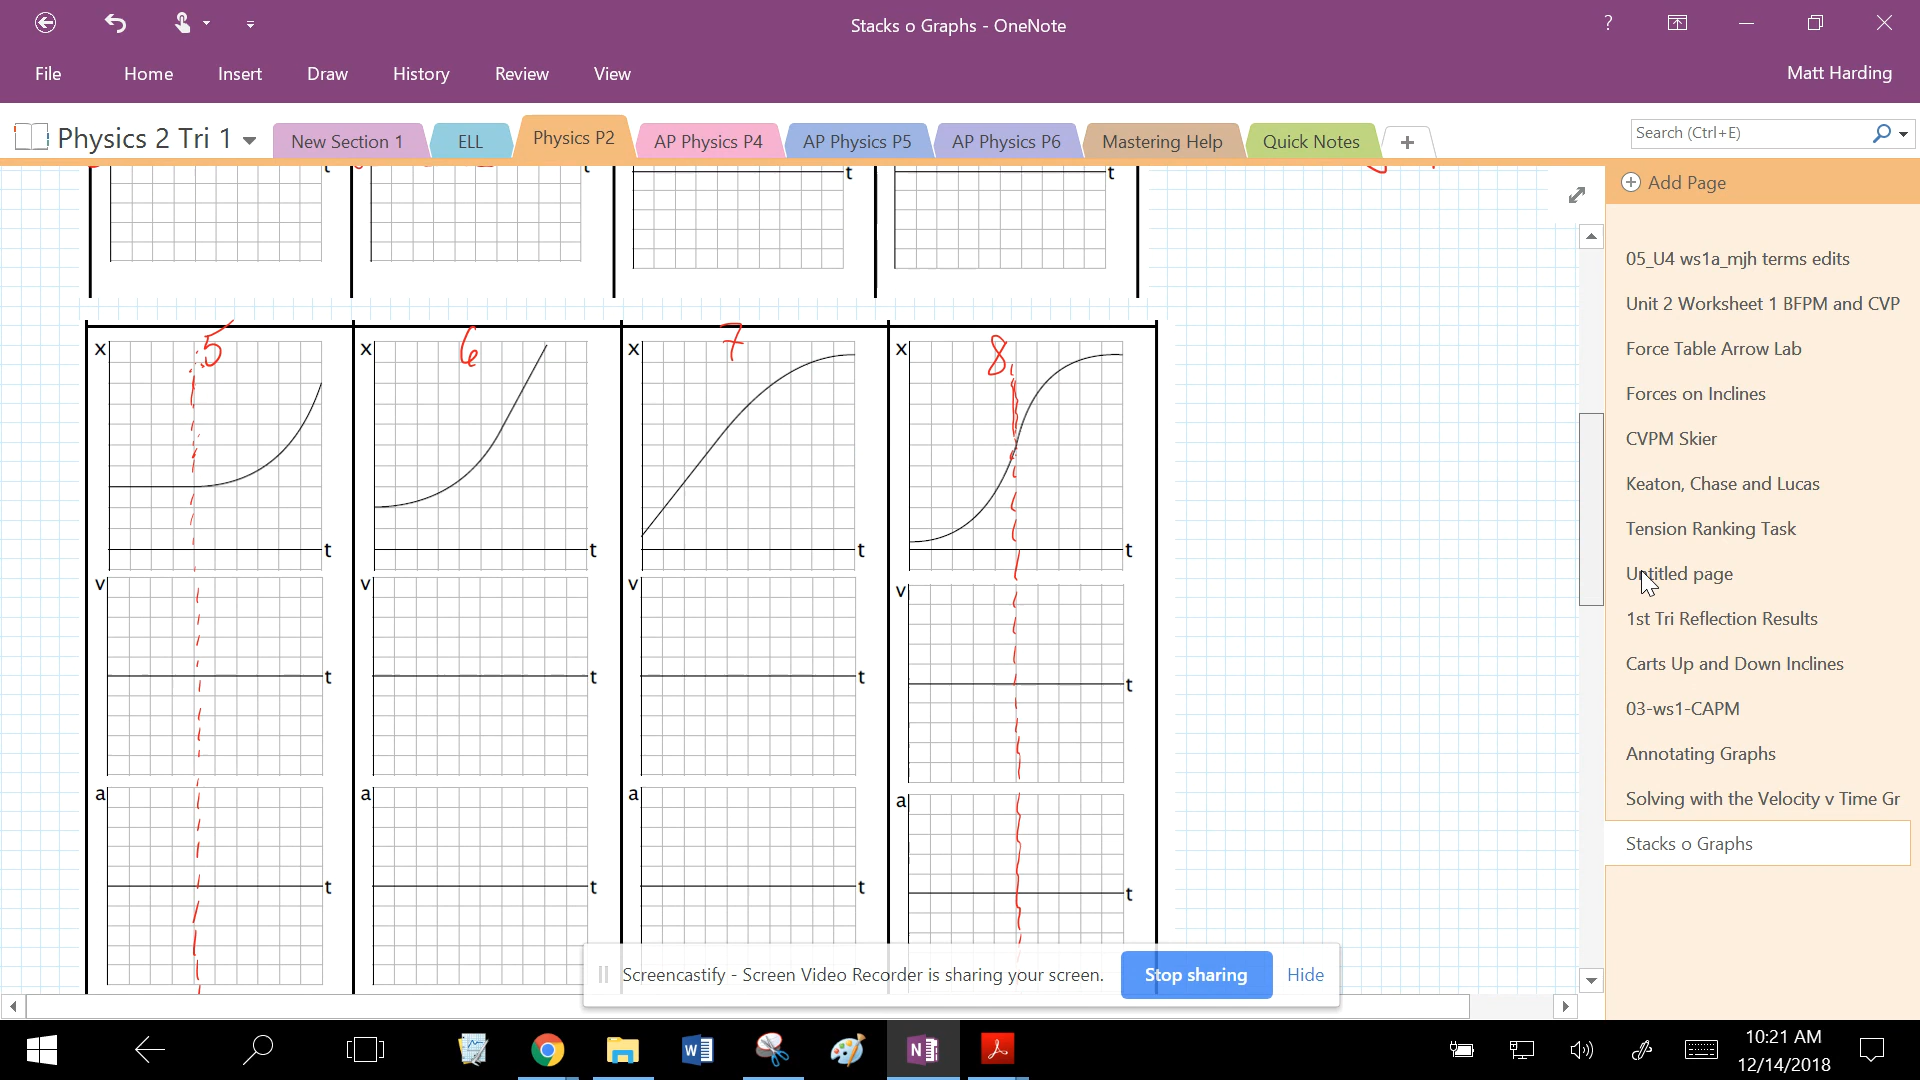 Stacks o Graphs - OneNote
?
File
Home
Insert
Draw
History
Review
View
Matt Harding
Physics 2 Tri 1
New Section 1
ELL
Physics P2
AP Physics P4
AP Physics P5
AP Physics P6
Mastering Help
Quick Notes
+
Search (Ctrl+E)
Add Page
05_U4 ws1a_mjh terms edits
Unit 2 Worksheet 1 BFPM and CVP
Force Table Arrow Lab
Forces on Inclines
CVPM Skier
Keaton, Chase and Lucas
Tension Ranking Task
Untitled page
1st Tri Reflection Results
Carts Up and Down Inclines
03-ws1-CAPM
Annotating Graphs
Solving with the Velocity v Time Gr
Stacks o Graphs
t t t t
5 6 7 8
x x x x
t t t t
v v v v
t t t t
a a a a
t t t t
Screencastify - Screen Video Recorder is sharing your screen.
Stop sharing
Hide
10:21 AM
12/14/2018